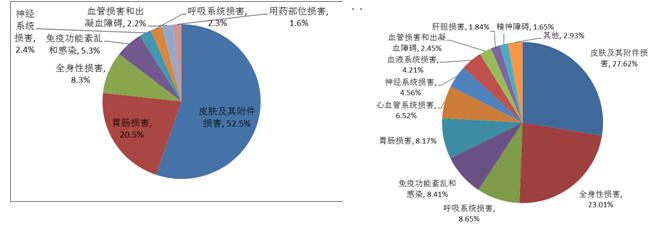 神经
系统
损害,
2.4%
血管损害和出
凝血障碍, 2.2%
免疫功能紊乱
和感染, 5.3%
呼吸系统损害,
2.3%
用药部位损害,
1.6%
全身性损害,
8.3%
胃肠损害,
20.5%
皮肤及其附件
损害, 52.5%
肝胆损害, 1.84%
精神障碍, 1.65%
其他, 2.93%
血管损害和出凝
血障碍, 2.45%
血液系统损害,
4.21%
神经系统损害,
4.56%
心血管系统损害,
6.52%
胃肠损害, 8.17%
免疫功能紊乱和
感染, 8.41%
呼吸系统损害,
8.65%
全身性损害,
23.01%
皮肤及其附件损
害, 27.62%